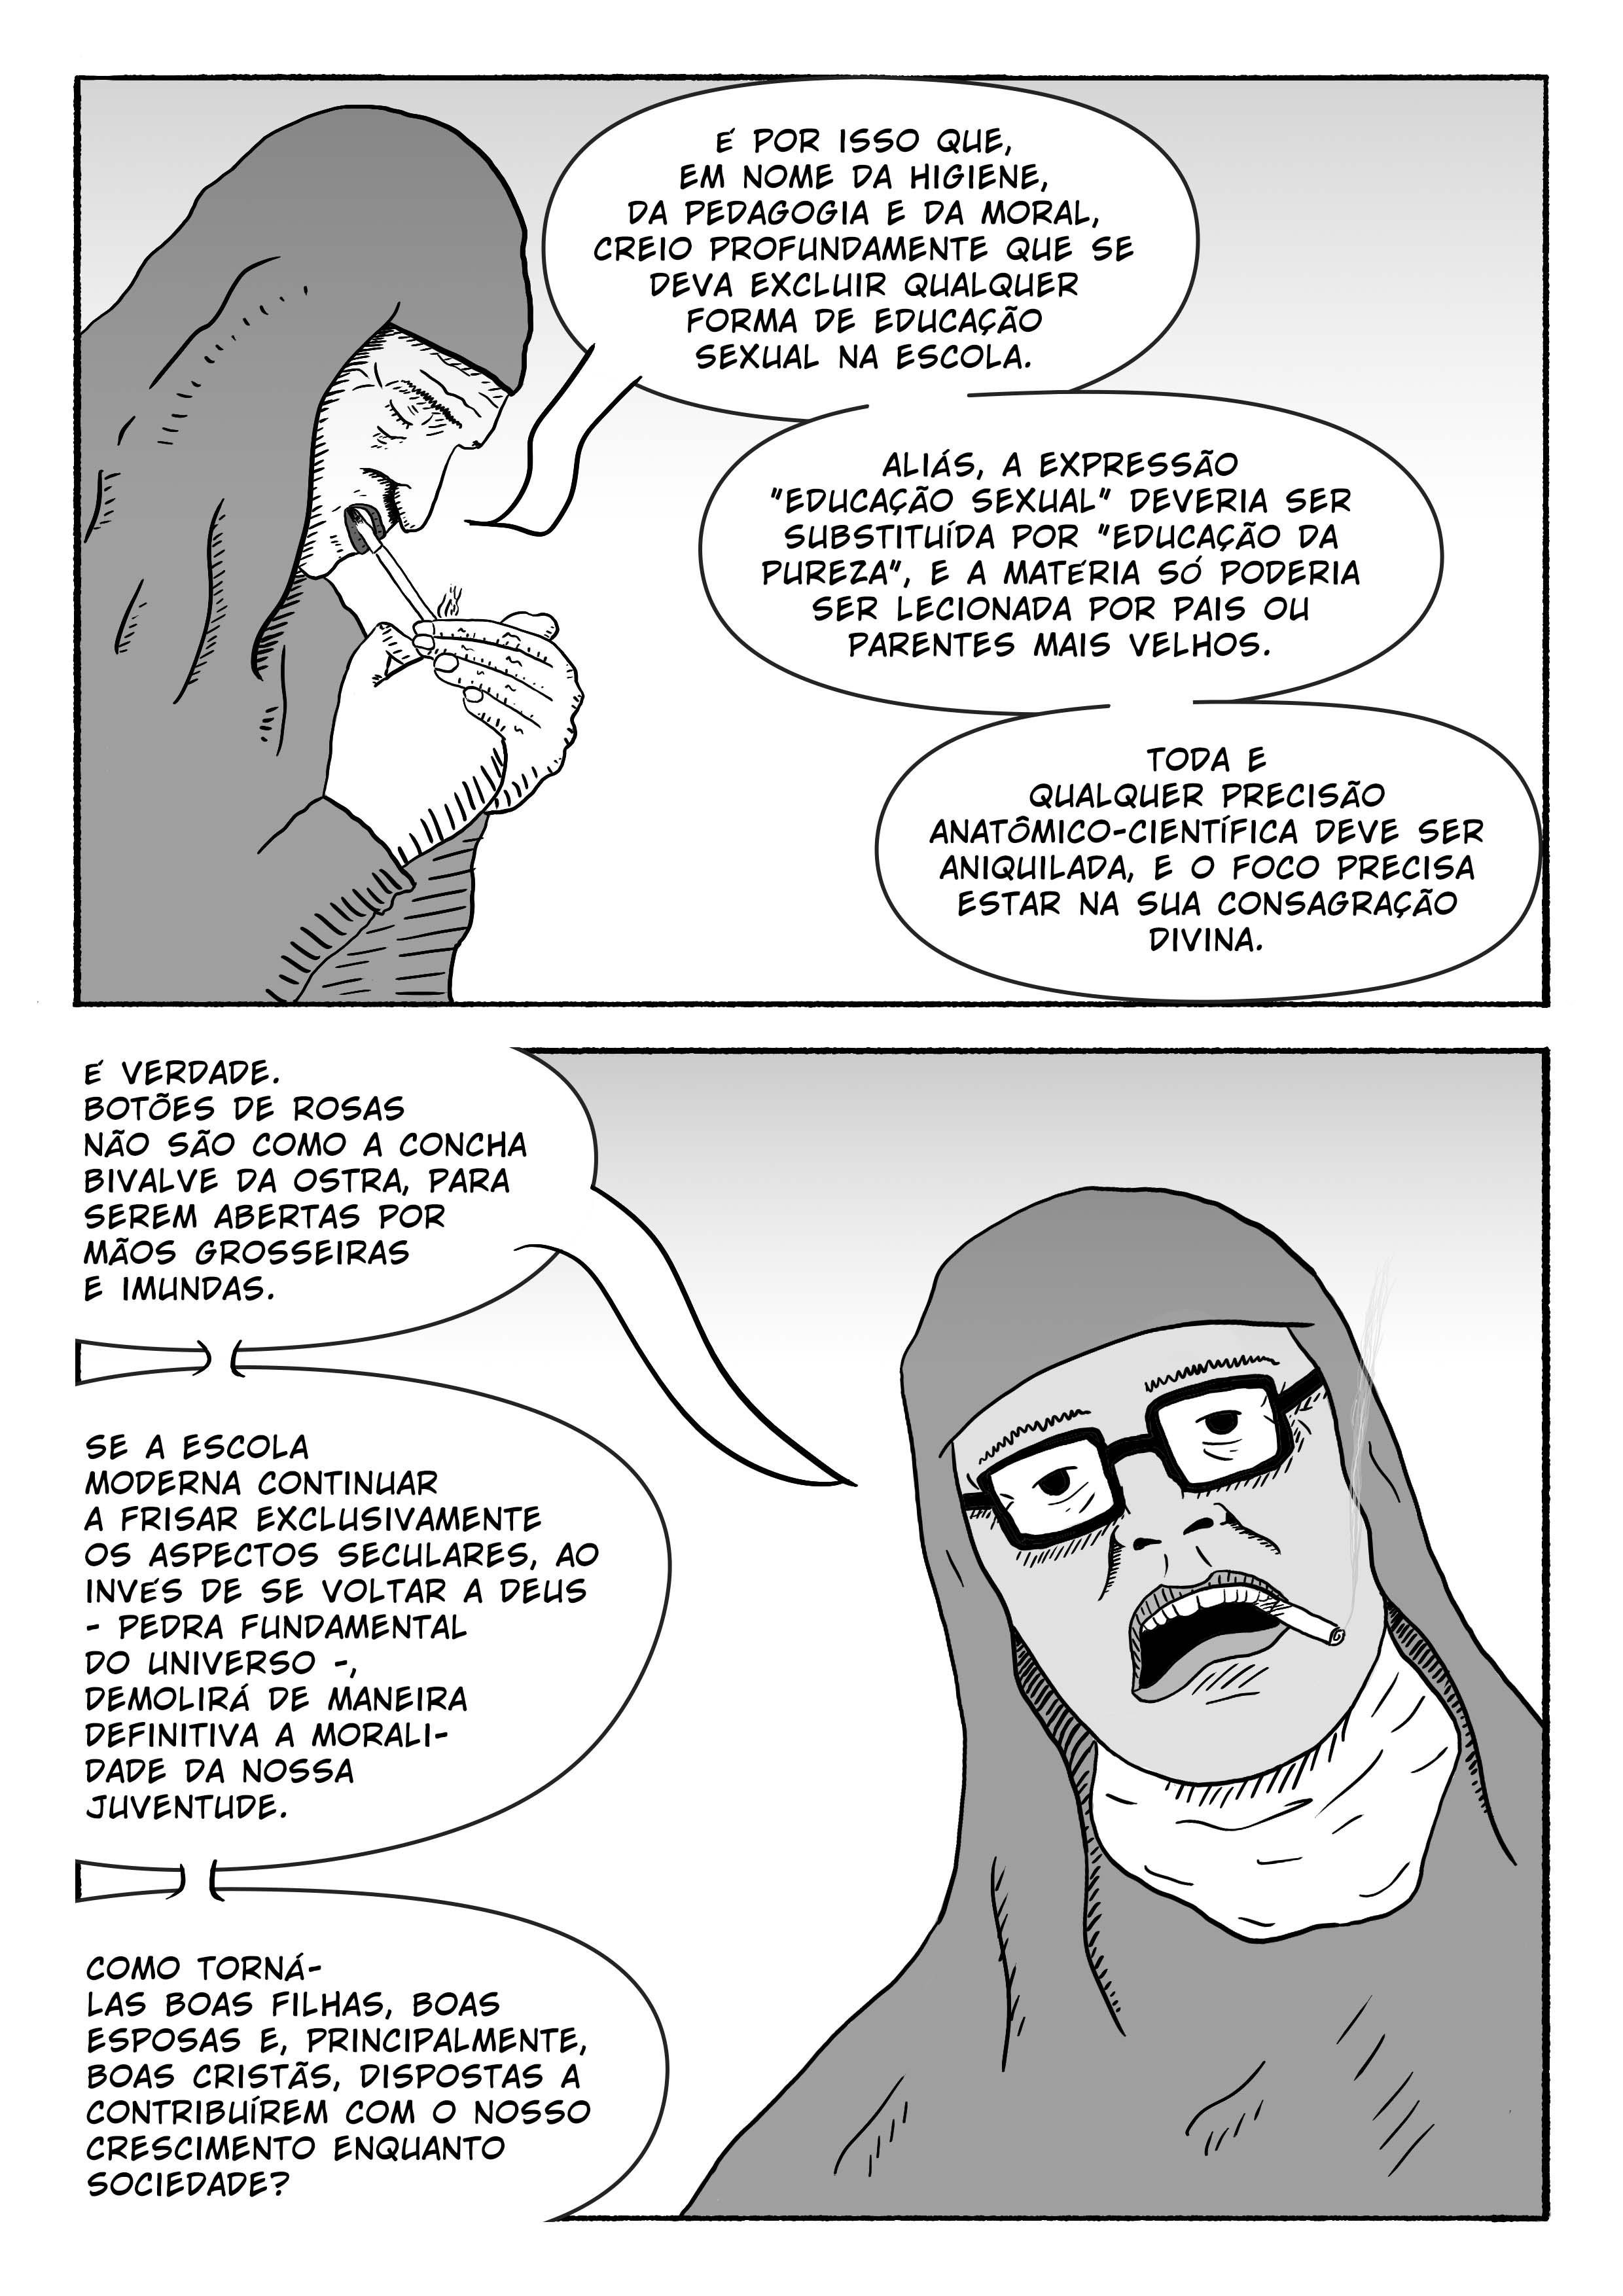 É POR ISSO QUE,
EM NOME DA HIGIENE,
DA PEDAGOGIA E DA MORAL,
CREIO PROFUNDAMENTE QUE SE
DEVA EXCLUIR QUALQUER
FORMA DE EDUCAÇÃO
SEXUAL NA ESCOLA.
ALIÁS, A EXPRESSÃO
"EDUCAÇÃO SEXUAL" DEVERIA SER
SUBSTITUÍDA POR "EDUCAÇÃO DA
PUREZA", E A MATÉRIA SÓ PODERIA
SER LECIONADA POR PAIS OU
PARENTES MAIS VELHOS.
TODA E
QUALQUER PRECISÃO
ANATÔMICO-CIENTÍFICA DEVE SER
ANIQUILADA, E O FOCO PRECISA
ESTAR NA SUA CONSAGRAÇÃO
DIVINA.
É VERDADE.
BOTÕES DE ROSAS
NÃO SÃO COMO A CONCHA
BIVALVE DA OSTRA, PARA
SEREM ABERTAS POR
MÃOS GROSSEIRAS
E IMUNDAS.
SE A ESCOLA
MODERNA CONTINUAR
A FRISAR EXCLUSIVAMENTE
OS ASPECTOS SECULARES, AO
INVÉS DE SE VOLTAR A DEUS
- PEDRA FUNDAMENTAL
DO UNIVERSO -,
DEMOLIRÁ DE MANEIRA
DEFINITIVA A MORALI-
DADE DA NOSSA
JUVENTUDE.
COMO TORNÁ-
LAS BOAS FILHAS, BOAS
ESPOSAS E, PRINCIPALMENTE,
BOAS CRISTÃS, DISPOSTAS A
CONTRIBUÍREM COM O NOSSO
CRESCIMENTO ENQUANTO
SOCIEDADE?